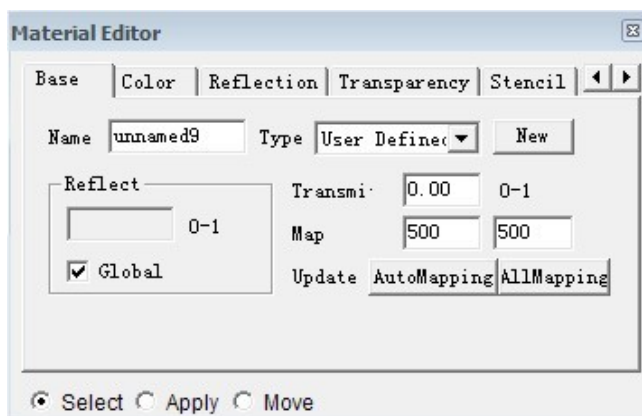 Material Editor
Base Color Reflection Transparency Stencil
Name unnamed9 Type User Define New
Reflect Transmi 0.00 0-1
0-1 Map 500 500
Global Update AutoMapping AllMapping
Select Apply Move